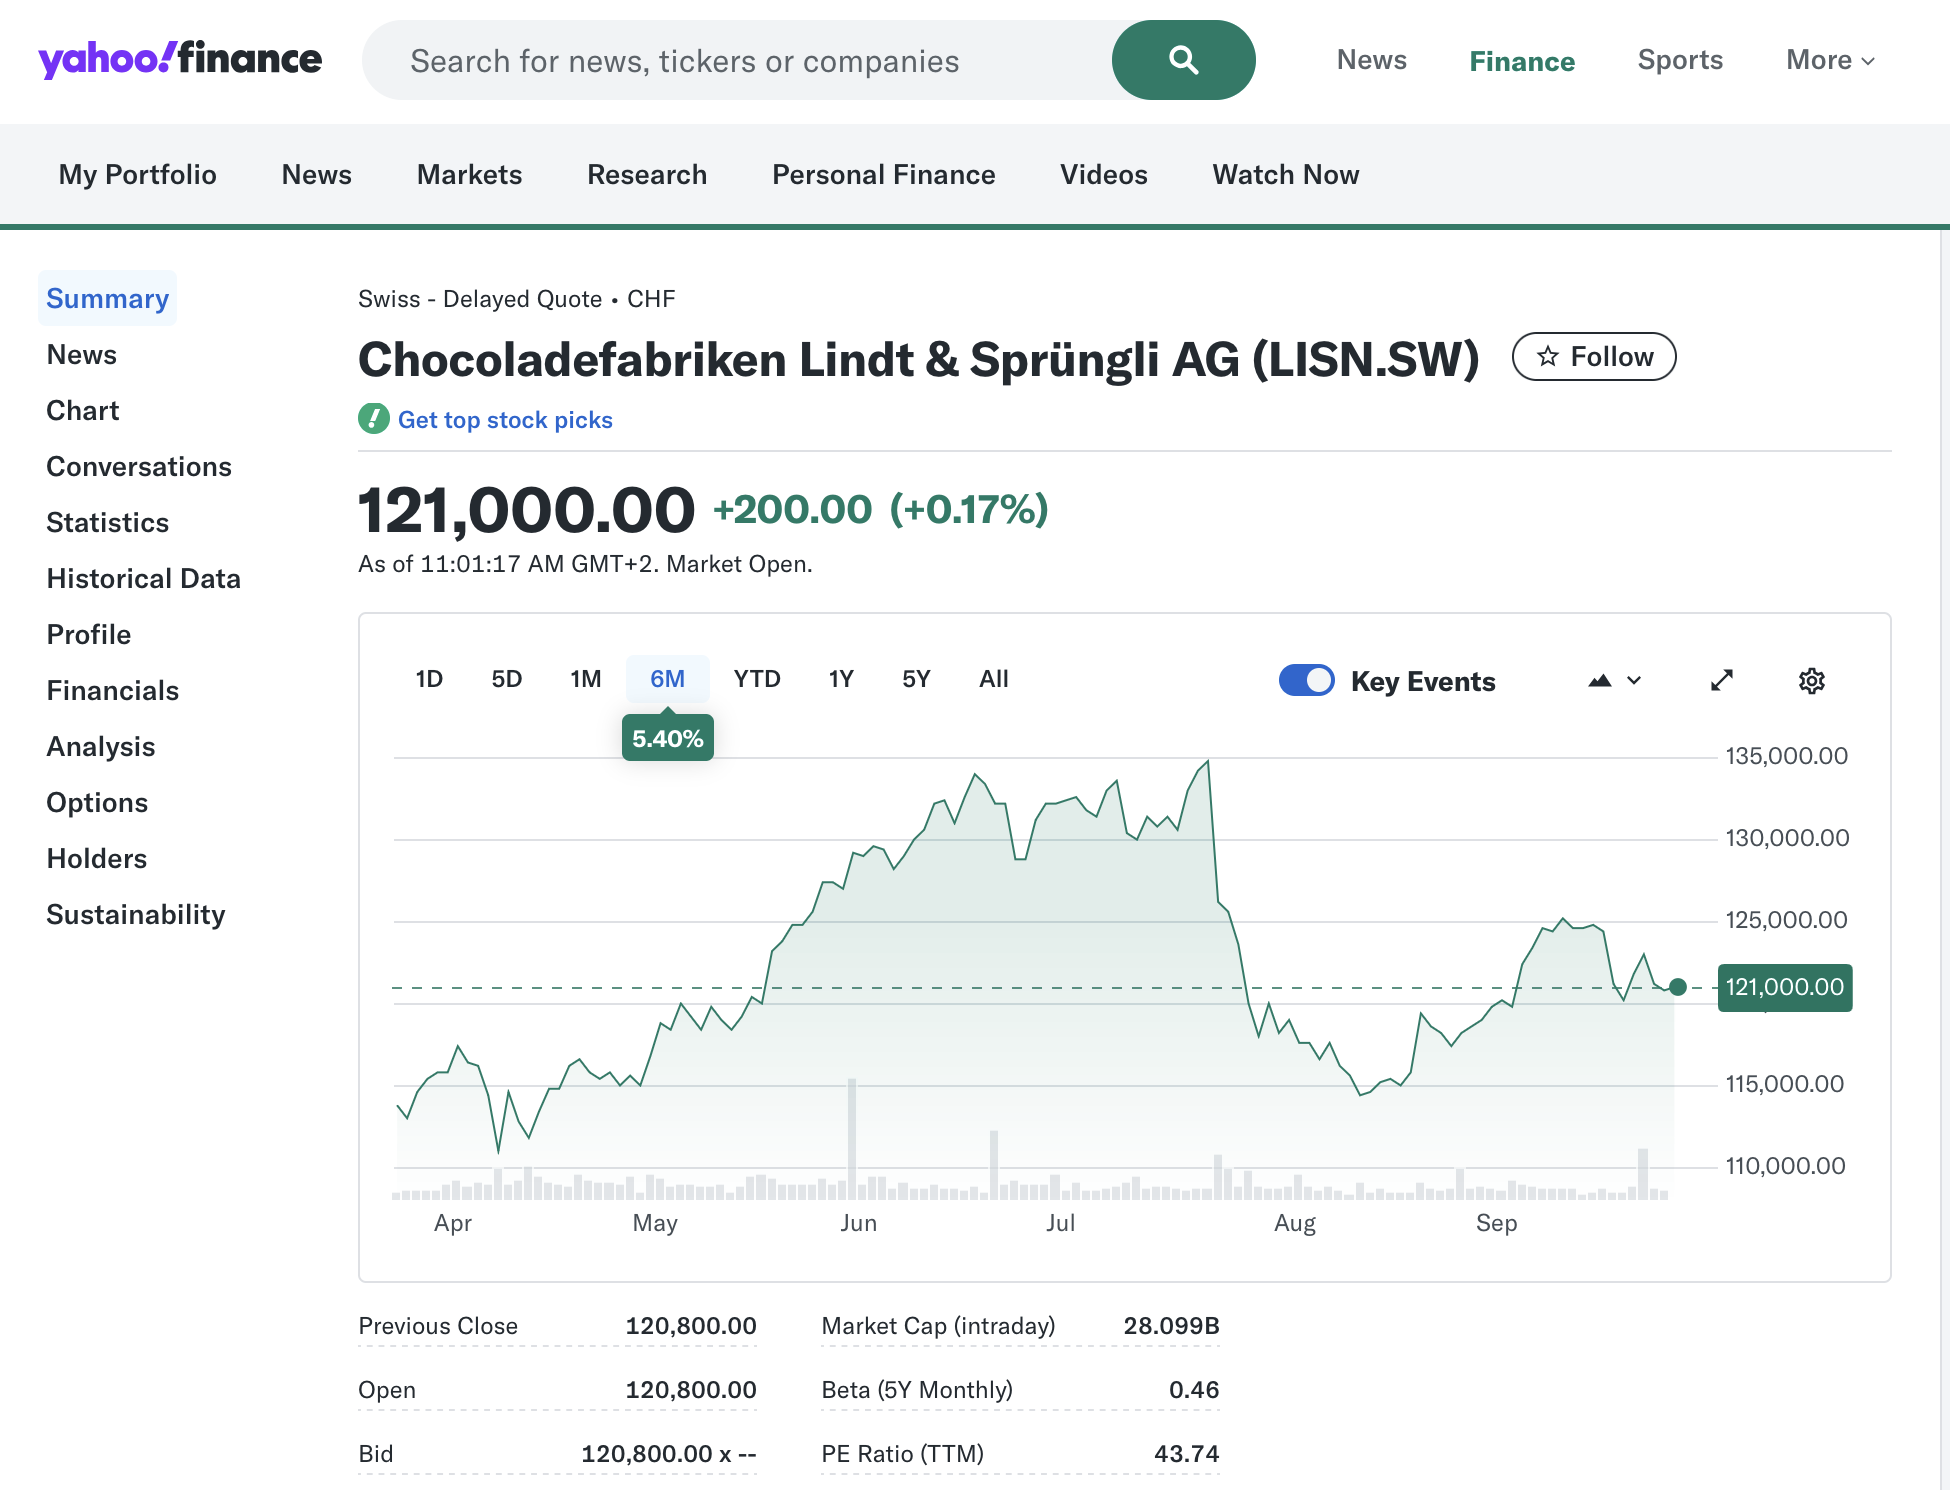 yahoo!finance
Search for news, tickers or companies
News Finance Sports More
My Portfolio News Markets Research Personal Finance Videos Watch Now
Summary
News
Chart
Conversations
Statistics
Historical Data
Profile
Financials
Analysis
Options
Holders
Sustainability
Swiss - Delayed Quote • CHF
Chocoladefabriken Lindt & Sprüngli AG (LISN.SW)
Follow
Get top stock picks
121,000.00 +200.00 (+0.17%)
As of 11:01:17 AM GMT+2. Market Open.
1D 5D 1M 6M YTD 1Y 5Y All
Key Events
5.40%
135,000.00
130,000.00
125,000.00
121,000.00
115,000.00
110,000.00
Apr May Jun Jul Aug Sep
Previous Close 120,800.00
Open 120,800.00
Bid 120,800.00 x --
Market Cap (intraday) 28.099B
Beta (5Y Monthly) 0.46
PE Ratio (TTM) 43.74